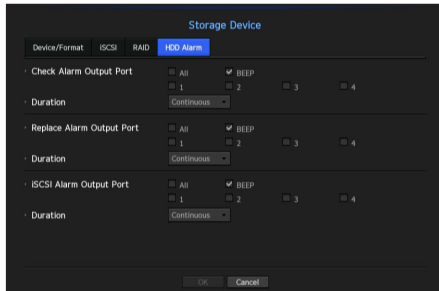 Storage Device
Device/Format iSCSI RAID HDD Alarm
Check Alarm Output Port All BEEP
1 2 3 4
Duration Continuous
Replace Alarm Output Port All BEEP
1 2 3 4
Duration Continuous
iSCSI Alarm Output Port All BEEP
1 2 3 4
Duration Continuous
OK Cancel